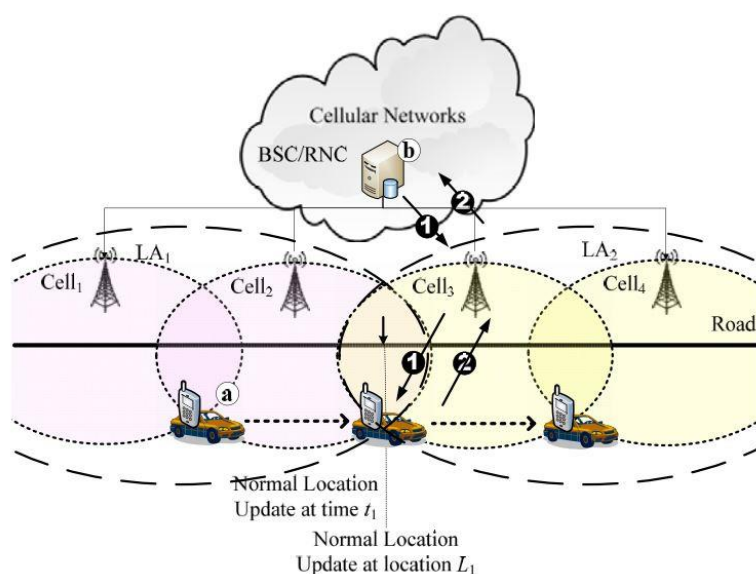 Cellular Networks
BSC/RNC
b
1
2
LA1
LA2
Cell1
Cell2
Cell3
Cell4
Road
1
2
a
Normal Location
Update at time t1
Normal Location
Update at location L1